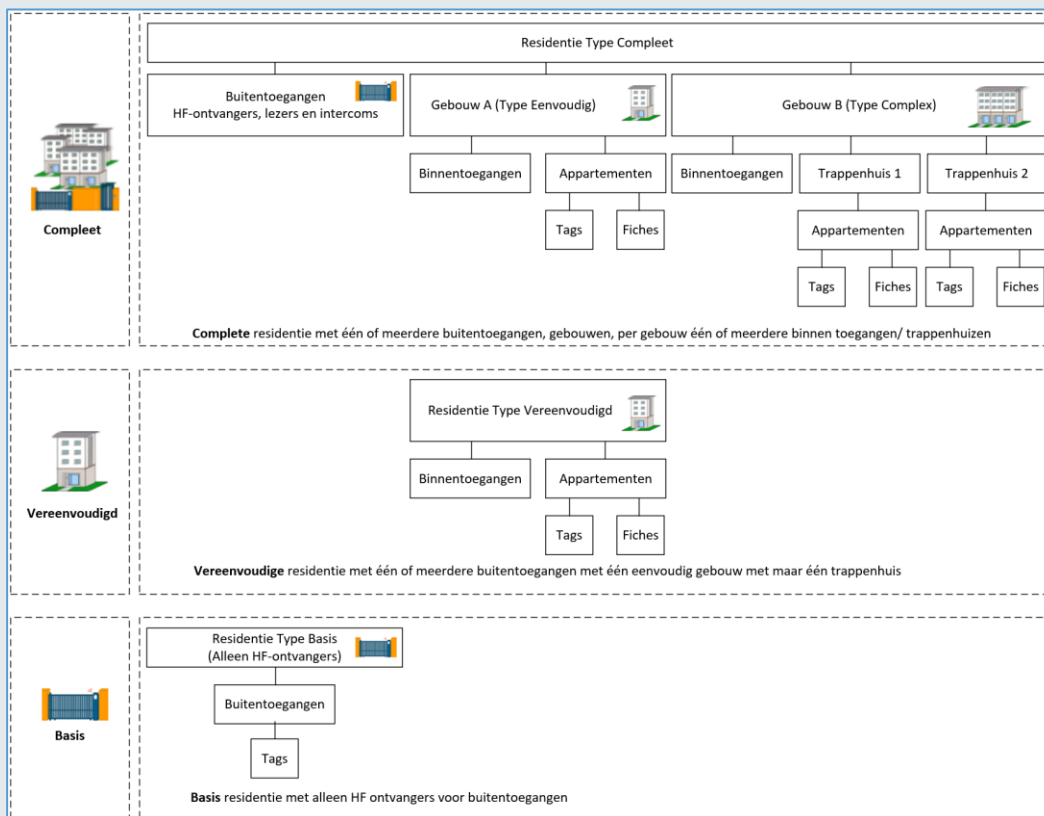 Residentie Type Compleet
Buitentoegangen
HF-ontvangers, lezers en intercoms
Gebouw A (Type Eenvoudig)
Gebouw B (Type Complex)
Binnentoegangen
Appartementen
Binnentoegangen
Trappenhuis 1
Trappenhuis 2
Tags
Fiches
Appartementen
Appartementen
Tags
Fiches
Tags
Fiches
Compleet
Complete residentie met één of meerdere buitentoegangen, gebouwen, per gebouw één of meerdere binnen toegangen/ trappenhuizen
Residentie Type Vereenvoudigd
Binnentoegangen
Appartementen
Tags
Fiches
Vereenvoudigd
Vereenvoudige residentie met één of meerdere buitentoegangen met één eenvoudig gebouw met maar één trappenhuis
Residentie Type Basis
(Alleen HF-ontvangers)
Buitentoegangen
Tags
Basis
Basis residentie met alleen HF ontvangers voor buitentoegangen